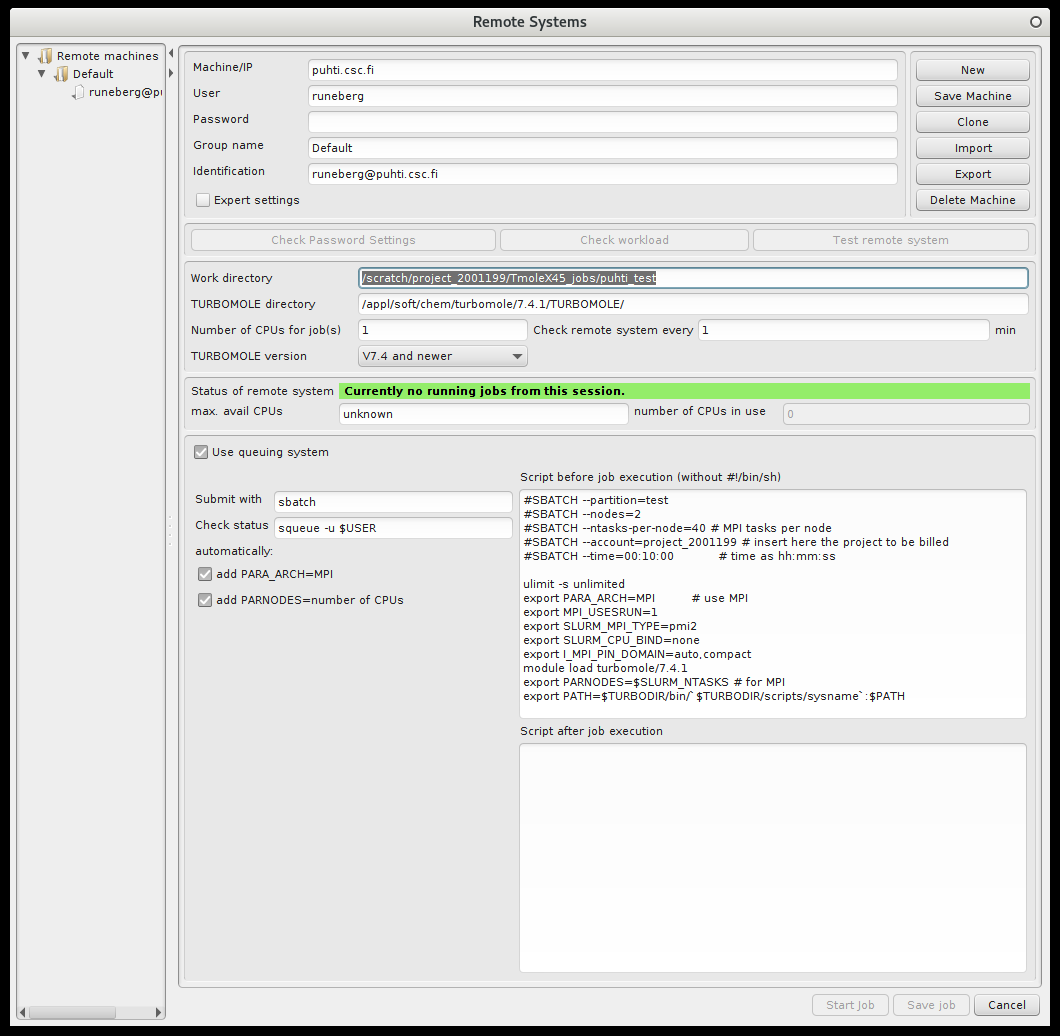 Remote Systems
Remote machines
Default
runeberg@pu
Machine/IP
puhti.csc.fi
User
runeberg
Password
Group name
Default
Identification
runeberg@puhti.csc.fi
Expert settings
New
Save Machine
Clone
Import
Export
Delete Machine
Check Password Settings
Check workload
Test remote system
Work directory
/scratch/project_2001199/TmoleX45_jobs/puhti_test
TURBOMOLE directory
/appl/soft/chem/turbomole/7.4.1/TURBOMOLE/
Number of CPUs for job(s)
1
Check remote system every
1
min
TURBOMOLE version
V7.4 and newer
Status of remote system
Currently no running jobs from this session.
max. avail CPUs
unknown
number of CPUs in use
0
Use queuing system
Submit with
sbatch
Check status
squeue -u $USER
automatically:
add PARA_ARCH=MPI
add PARNODES=number of CPUs
Script before job execution (without #!/bin/sh)
#SBATCH --partition=test
#SBATCH --nodes=2
#SBATCH --ntasks-per-node=40 # MPI tasks per node
#SBATCH --account=project_2001199 # insert here the project to be billed
#SBATCH --time=00:10:00 # time as hh:mm:ss
ulimit -s unlimited
export PARA_ARCH=MPI # use MPI
export MPI_USESRUN=1
export SLURM_MPI_TYPE=pmi2
export SLURM_CPU_BIND=none
export I_MPI_PIN_DOMAIN=auto,compact
module load turbomole/7.4.1
export PARNODES=$SLURM_NTASKS # for MPI
export PATH=$TURBODIR/bin/`$TURBODIR/scripts/sysname`:$PATH
Script after job execution
Start Job
Save job
Cancel